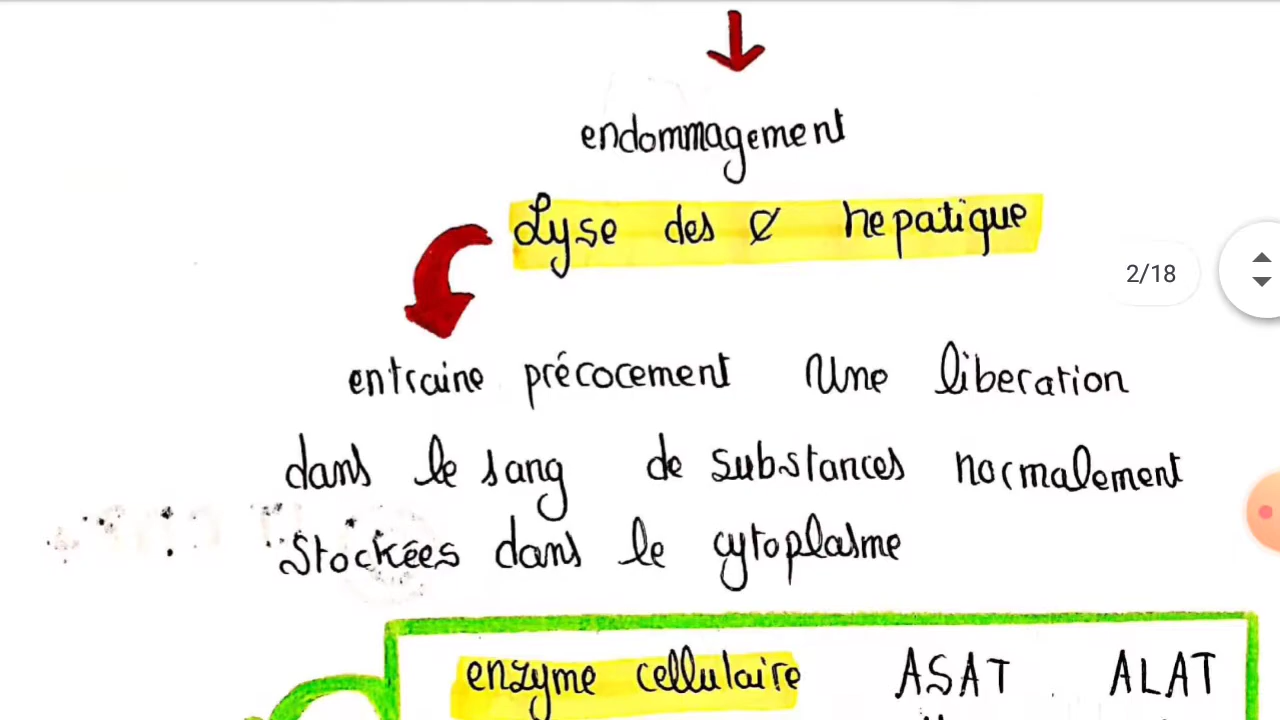 endommagement
Lyse des ₡ hepatique
2/18
entraine précocement Une liberation
dans le sang de substances normalement
Stockées dans le cytoplasme
enzyme cellulaire ASAT ALAT